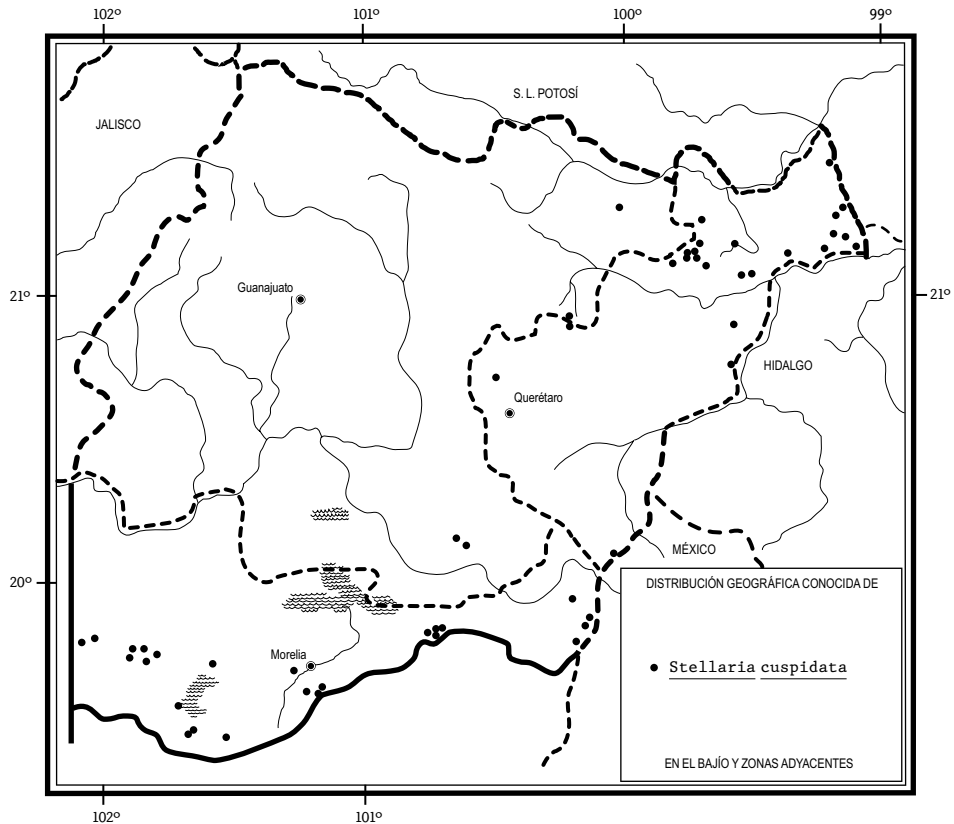 102º 101º 100º 99º
S. L. POTOSÍ
JALISCO
Guanajuato
21º 21º
HIDALGO
Querétaro
MÉXICO
20º
DISTRIBUCIÓN GEOGRÁFICA CONOCIDA DE
Morelia
Stellaria cuspidata
EN EL BAJÍO Y ZONAS ADYACENTES
102º 101º